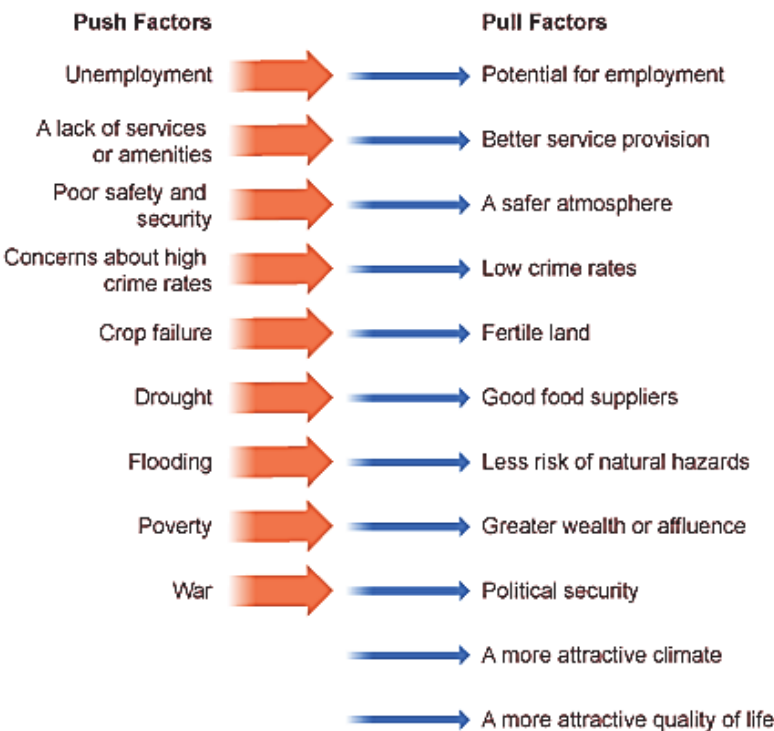 Push Factors Pull Factors
Unemployment Potential for employment
A lack of services
or amenities
Better service provision
Poor safety and
security
A safer atmosphere
Concerns about high
crime rates
Low crime rates
Crop failure Fertile land
Drought Good food suppliers
Flooding Less risk of natural hazards
Poverty Greater wealth or affluence
War Political security
A more attractive climate
A more attractive quality of life